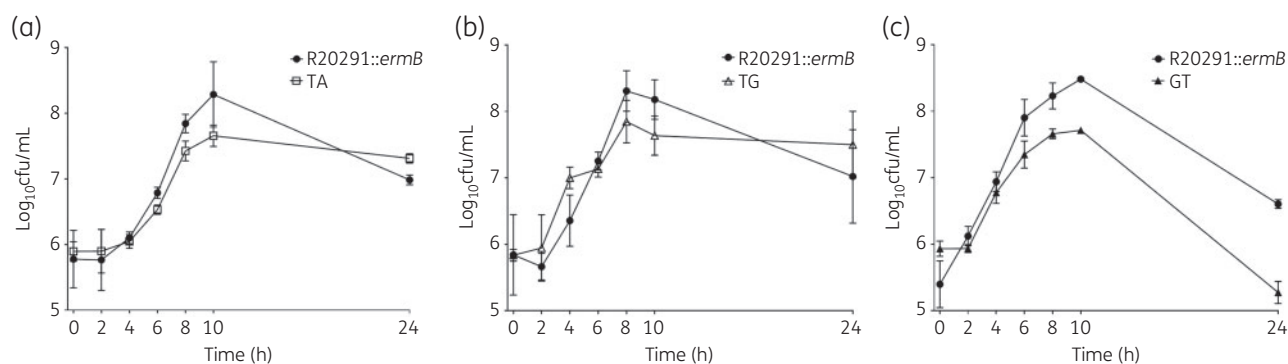 (a)
R20291::ermB
TA
9
8
7
6
5
Log10cfu/mL
0 2 4 6 8 10 24
Time (h)
(b)
R20291::ermB
TG
9
8
7
6
5
Log10cfu/mL
0 2 4 6 8 10 24
Time (h)
(c)
R20291::ermB
GT
9
8
7
6
5
Log10cfu/mL
0 2 4 6 8 10 24
Time (h)